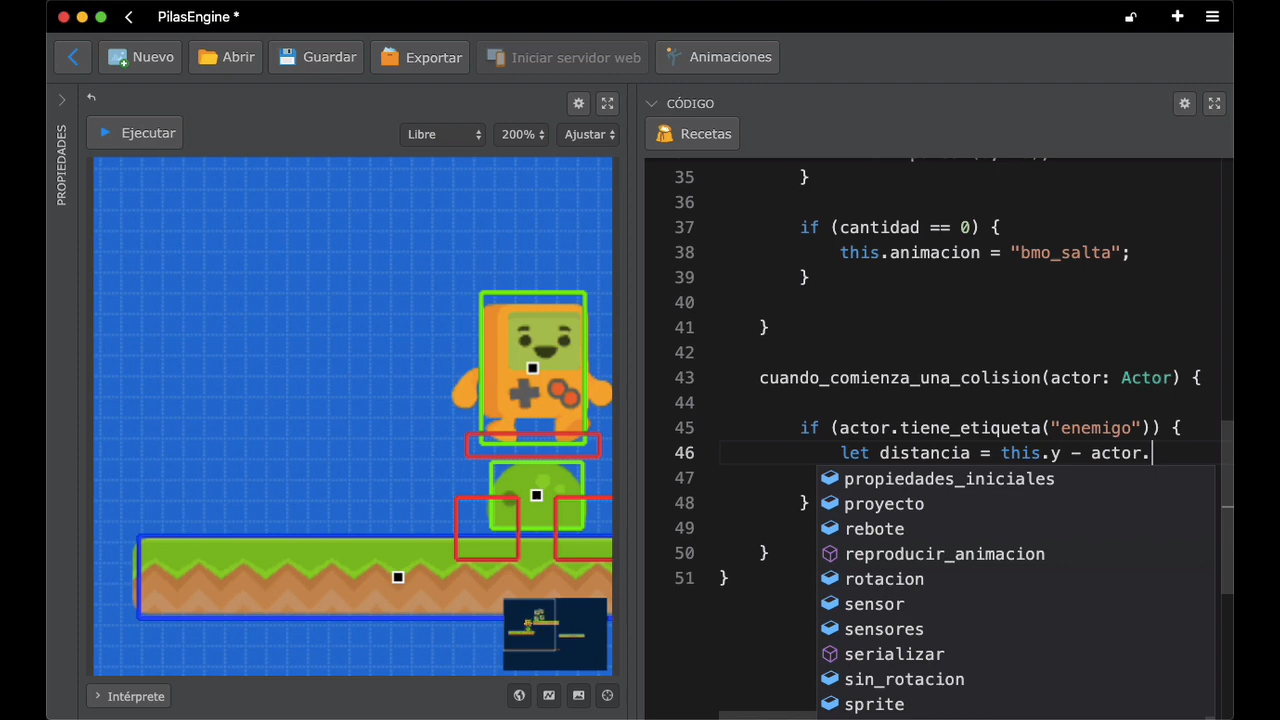 PilasEngine *
Nuevo Abrir Guardar Exportar Iniciar servidor web Animaciones
PROPIEDADES
Ejecutar Libre 200% Ajustar
Intérprete
CÓDIGO
Recetas
35 }
36
37 if (cantidad == 0) {
38 this.animacion = "bmo_salta";
39 }
40
41 }
42
43 cuando_comienza_una_colision(actor: Actor) {
44
45 if (actor.tiene_etiqueta("enemigo")) {
46 let distancia = this.y - actor.
47
48 }
49
50 }
51 }
propiedades_iniciales
proyecto
rebote
reproducir_animacion
rotacion
sensor
sensores
serializar
sin_rotacion
sprite